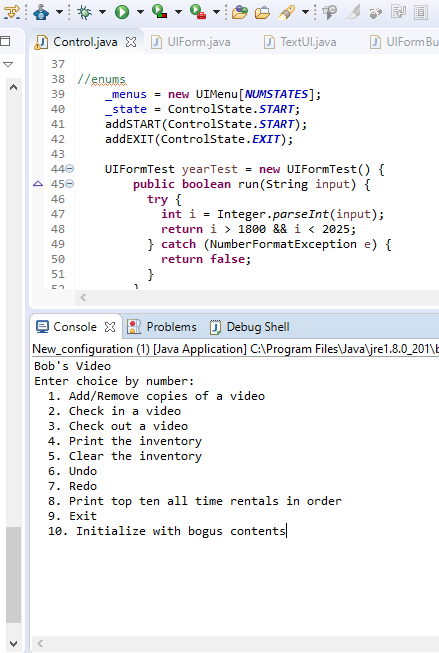 Control.java
UIForm.java
TextUI.java
UIFormBu
37
38 //enums
39 _menus = new UIMenu[NUMSTATES];
40 _state = ControlState.START;
41 addSTART(ControlState.START);
42 addEXIT(ControlState.EXIT);
43
44 UIFormTest yearTest = new UIFormTest() {
45 public boolean run(String input) {
46 try {
47 int i = Integer.parseInt(input);
48 return i > 1800 && i < 2025;
49 } catch (NumberFormatException e) {
50 return false;
51 }
52 }
Console
Problems
Debug Shell
New_configuration (1) [Java Application] C:\Program Files\Java\jre1.8.0_201\b
Bob's Video
Enter choice by number:
1. Add/Remove copies of a video
2. Check in a video
3. Check out a video
4. Print the inventory
5. Clear the inventory
6. Undo
7. Redo
8. Print top ten all time rentals in order
9. Exit
10. Initialize with bogus contents